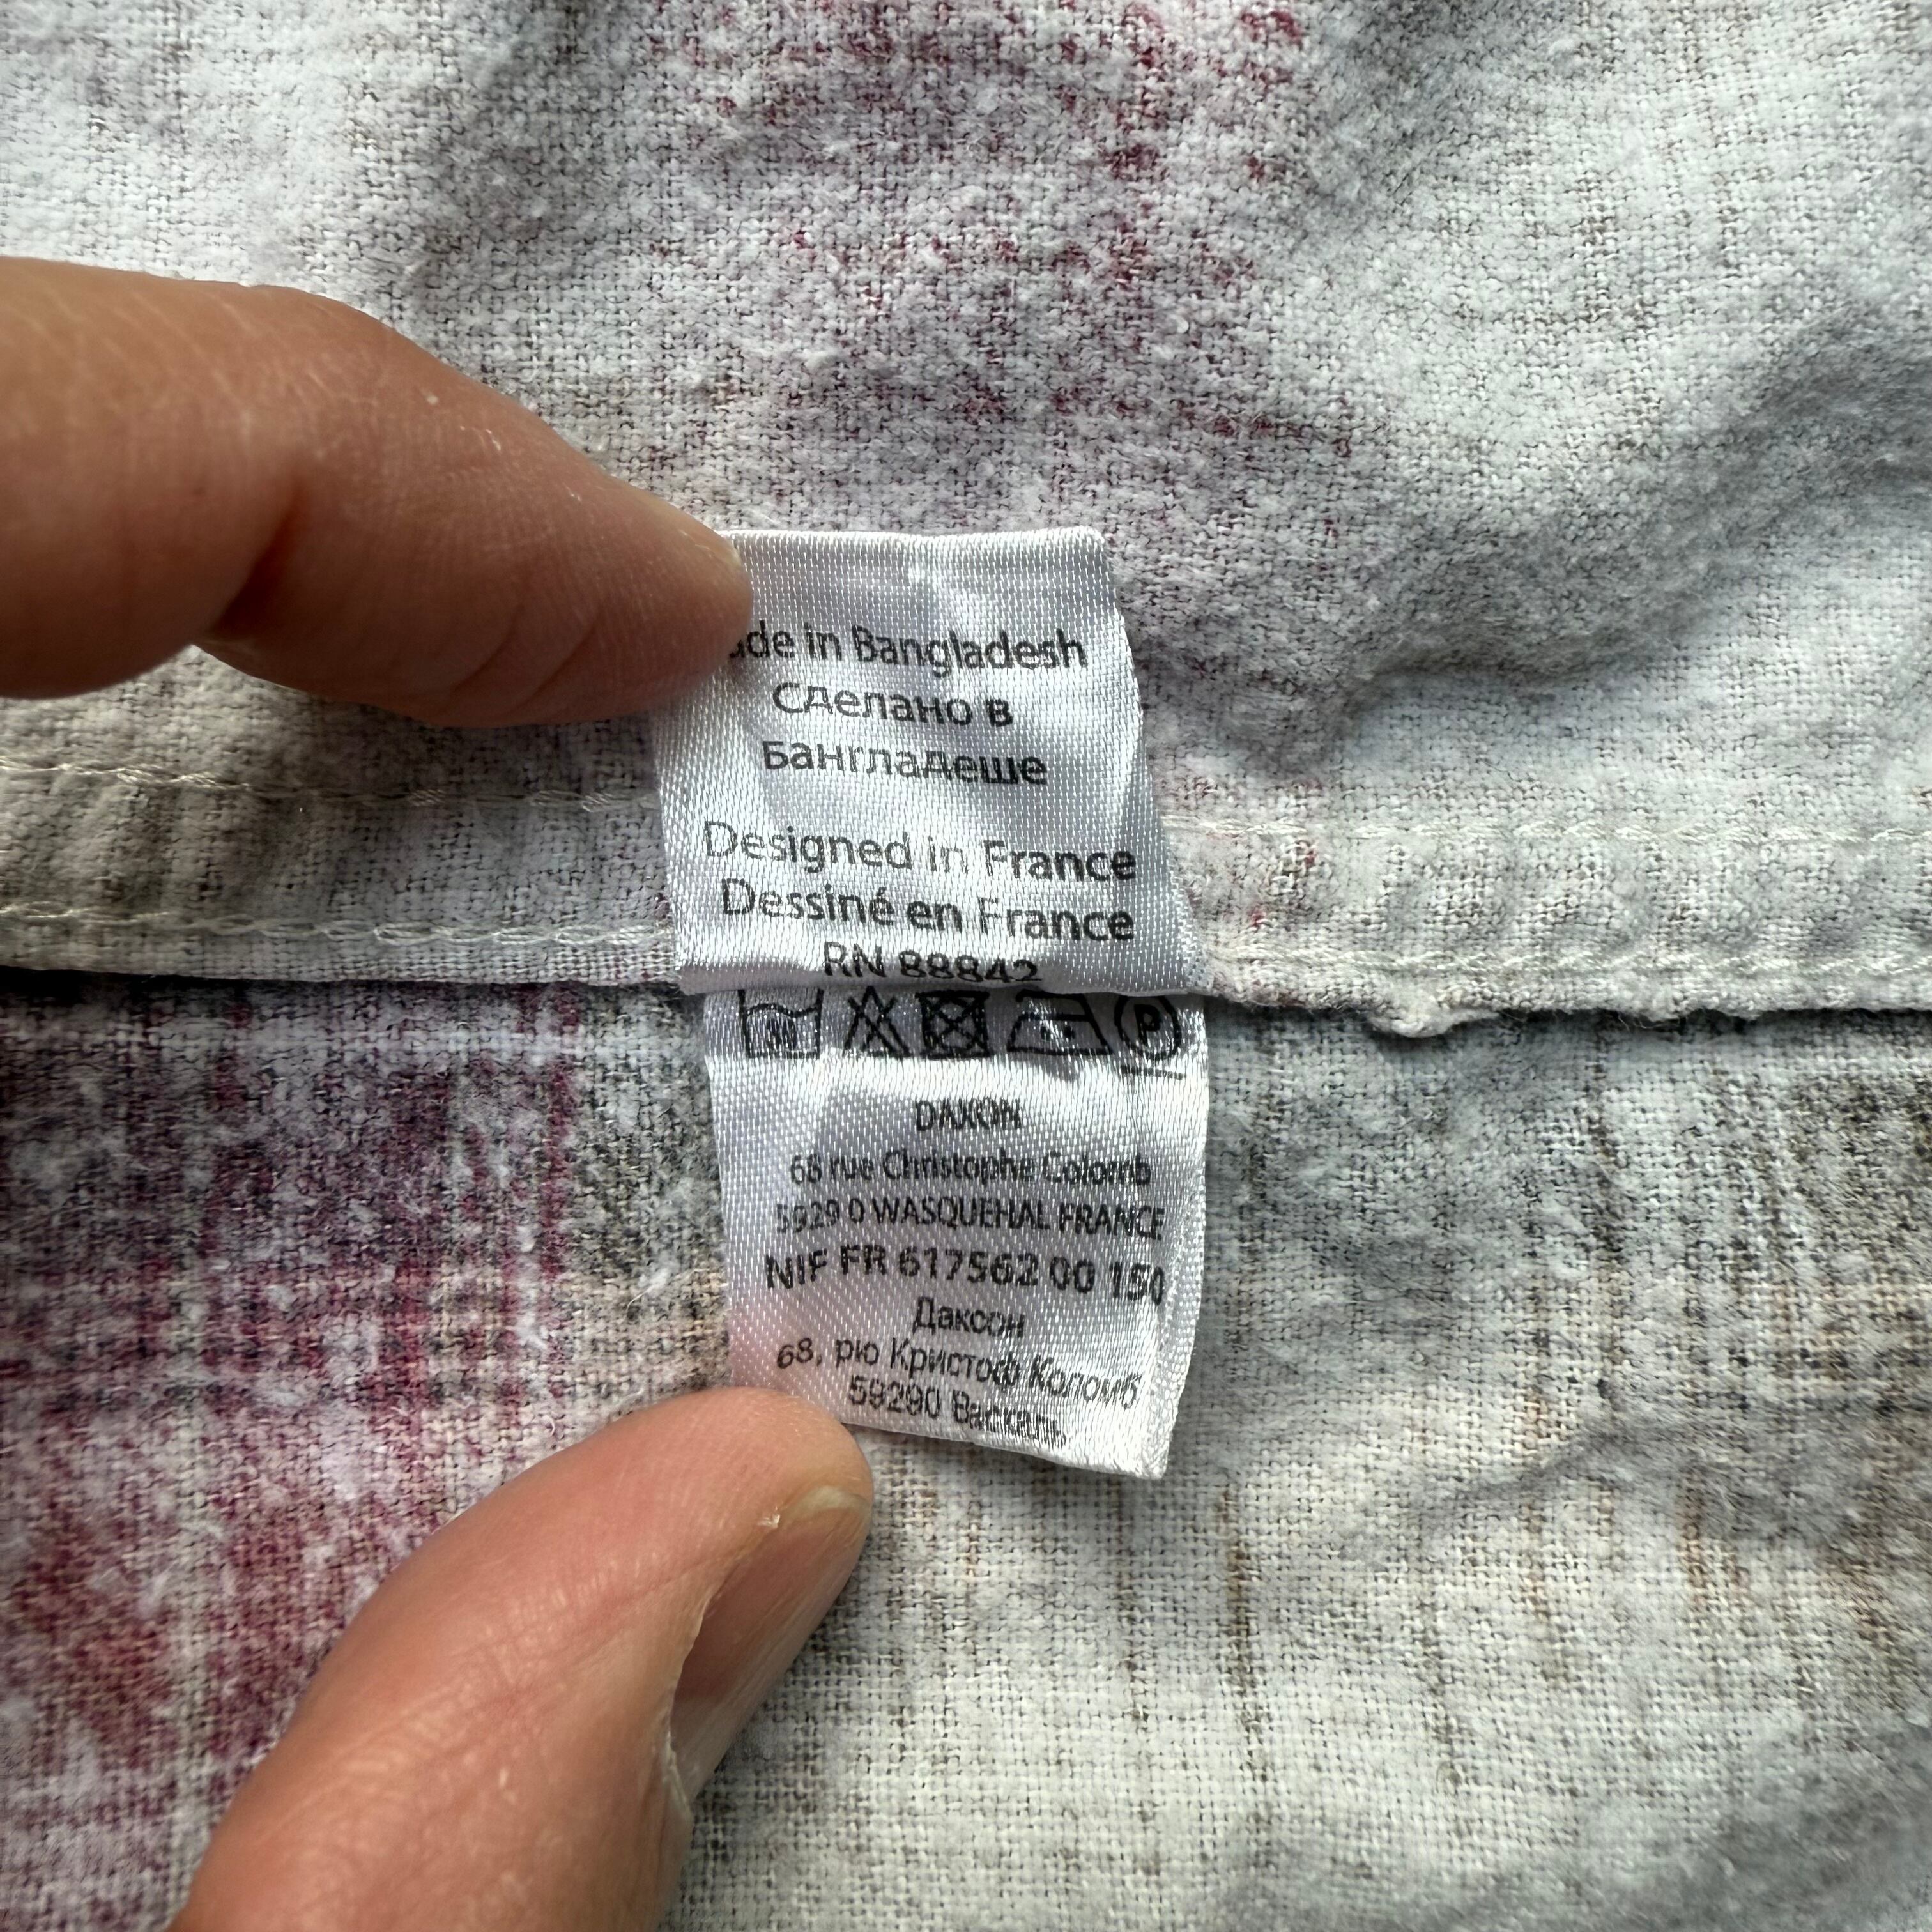 in Bangladesh
Сделано в
Бангладеше
Designed in France
Dessiné en France
RN 88842
P
DAXON
68 rue Christophe Colomb
5929 0 WASQUEHAL FRANCE
NIF FR 617562 00 150
Даксон
68, рю Кристоф Коломб
59290 Васкаль